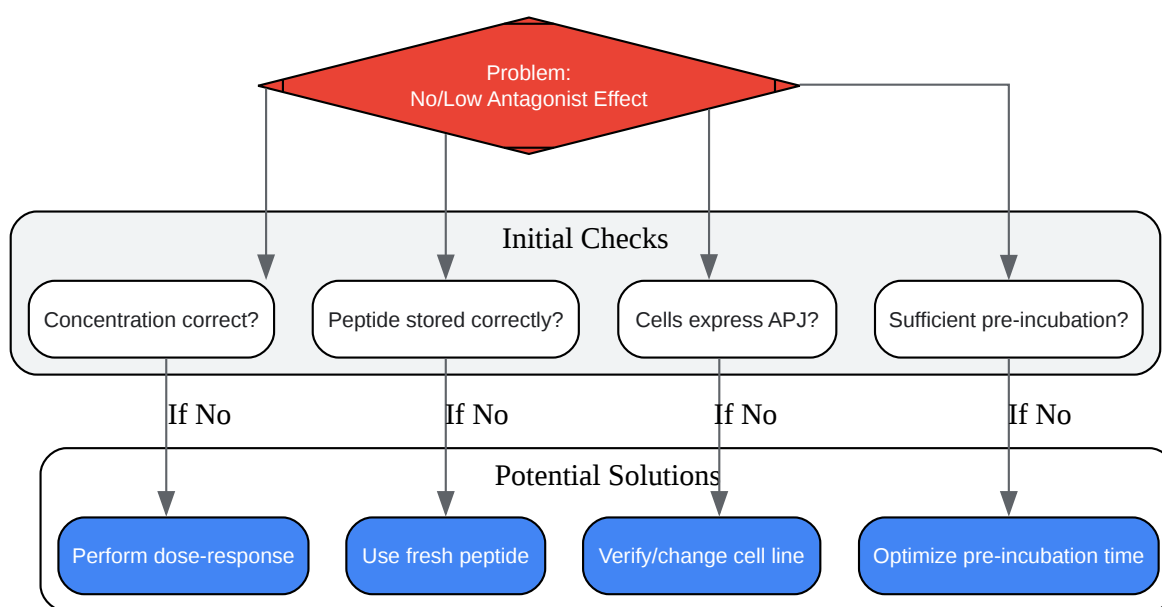 Problem:
No/Low Antagonist Effect
Initial Checks
Concentration correct?
Peptide stored correctly?
Cells express APJ?
Sufficient pre-incubation?
If No
If No
If No
If No
Potential Solutions
Perform dose-response
Use fresh peptide
Verify/change cell line
Optimize pre-incubation time